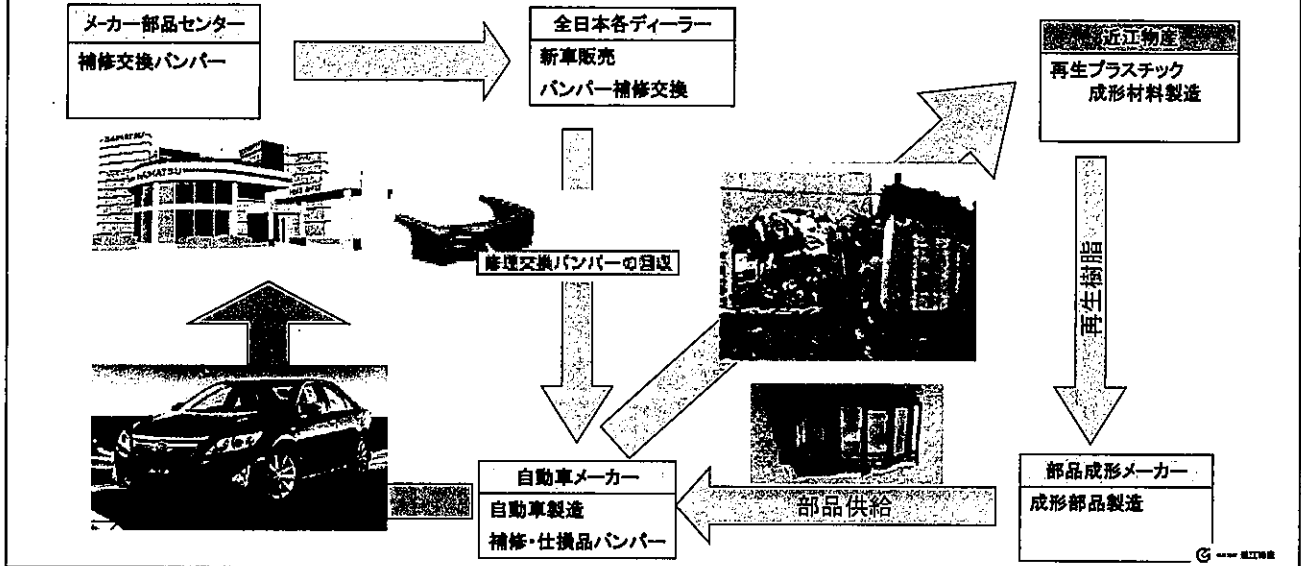 メーカー部品センター
補修交換バンパー
全日本各ディーラー
新車販売
バンパー補修交換
近江物産
再生プラスチック
成形材料製造
修理交換バンパーの回収
再生樹脂
自動車メーカー
自動車製造
補修・仕損品バンパー
部品供給
部品成形メーカー
成形部品製造
近江物産